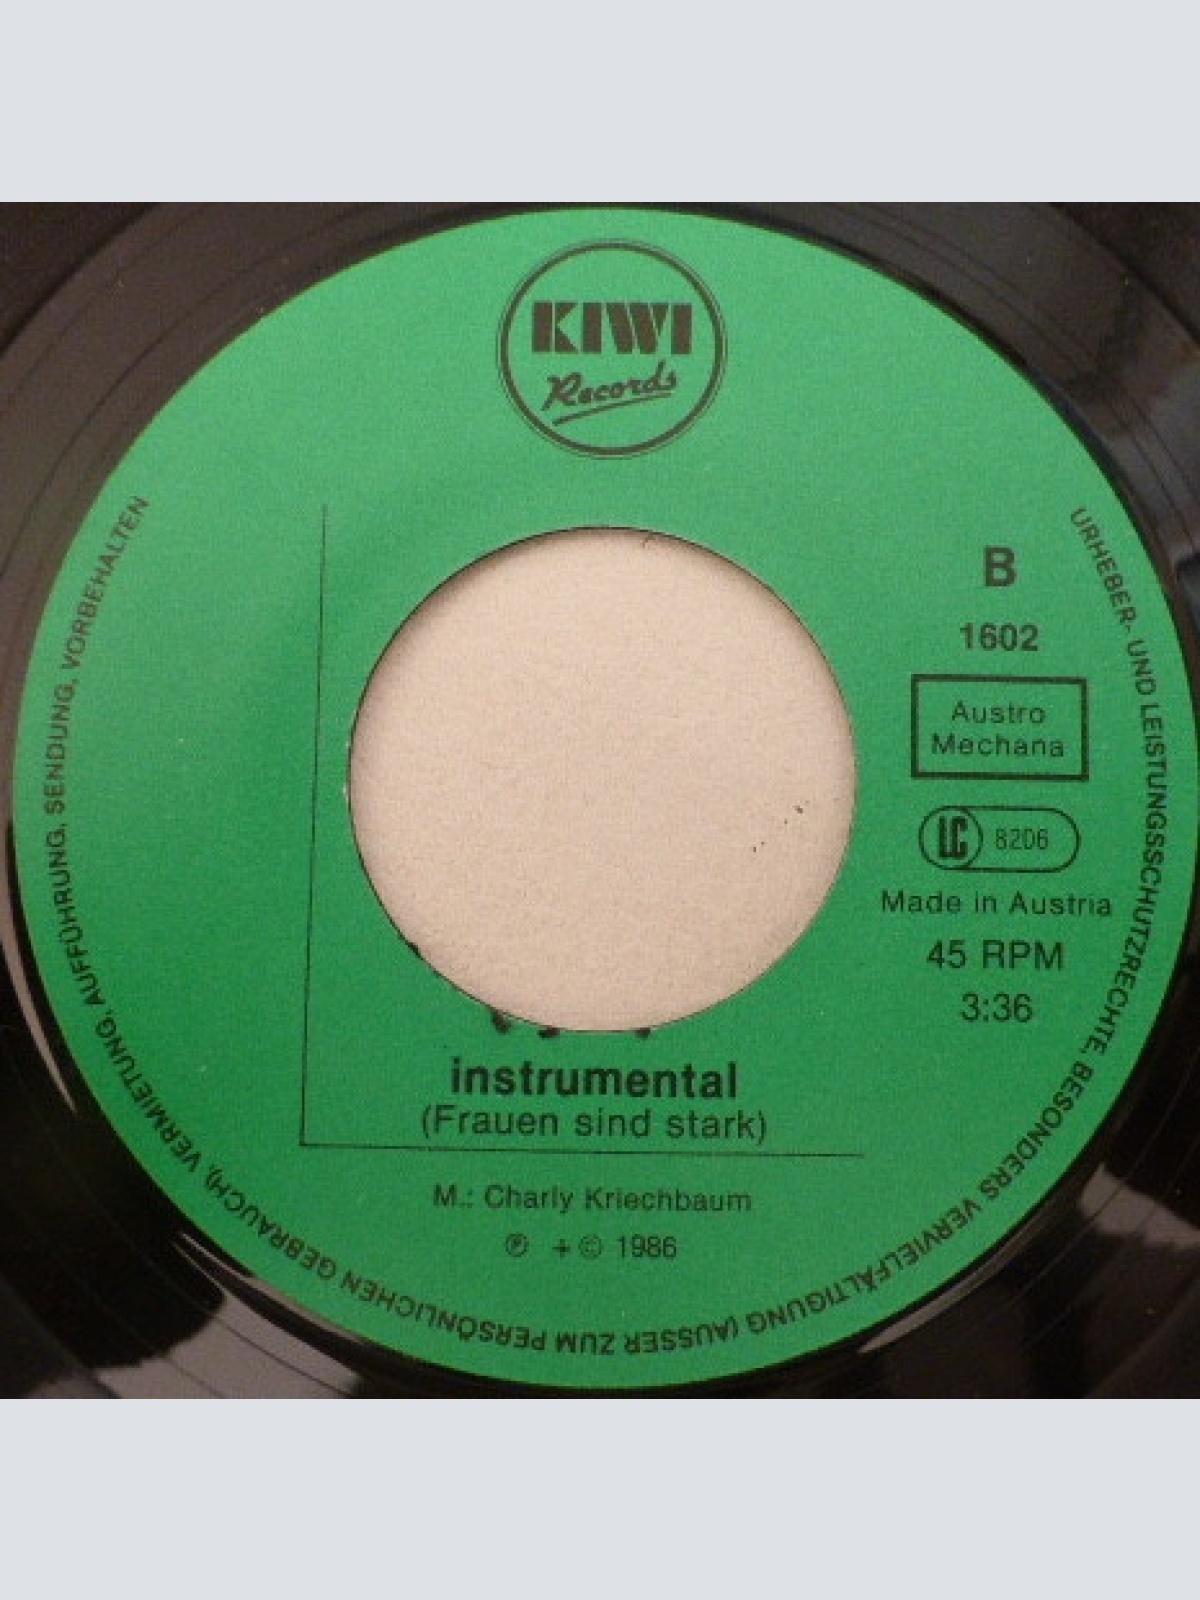 KIWI
Records
B
1602
Austro
Mechana
LC 8206
Made in Austria
45 RPM
3:36
instrumental
(Frauen sind stark)
M.: Charly Kriechbaum
℗ + © 1986
URHEBER- UND LEISTUNGSSCHUTZRECHTE, BESONDERS VERVIELFÄLTIGUNG (AUSSER ZUM PERSÖNLICHEN GEBRAUCH), VERMIETUNG, AUFFÜHRUNG, SENDUNG, VORBEHALTEN